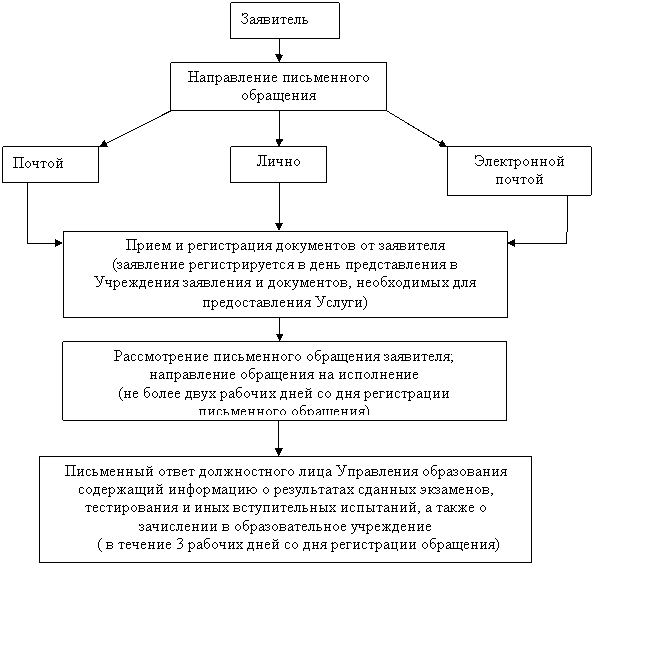 Заявитель
Направление письменного
обращения
Почтой
Лично
Электронной
почтой
Прием и регистрация документов от заявителя
(заявление регистрируется в день представления в
Учреждения заявления и документов, необходимых для
предоставления Услуги)
Рассмотрение письменного обращения заявителя;
направление обращения на исполнение
(не более двух рабочих дней со дня регистрации
письменного обращения)
Письменный ответ должностного лица Управления образования
содержащий информацию о результатах сданных экзаменов,
тестирования и иных вступительных испытаний, а также о
зачислении в образовательное учреждение
( в течение 3 рабочих дней со дня регистрации обращения)